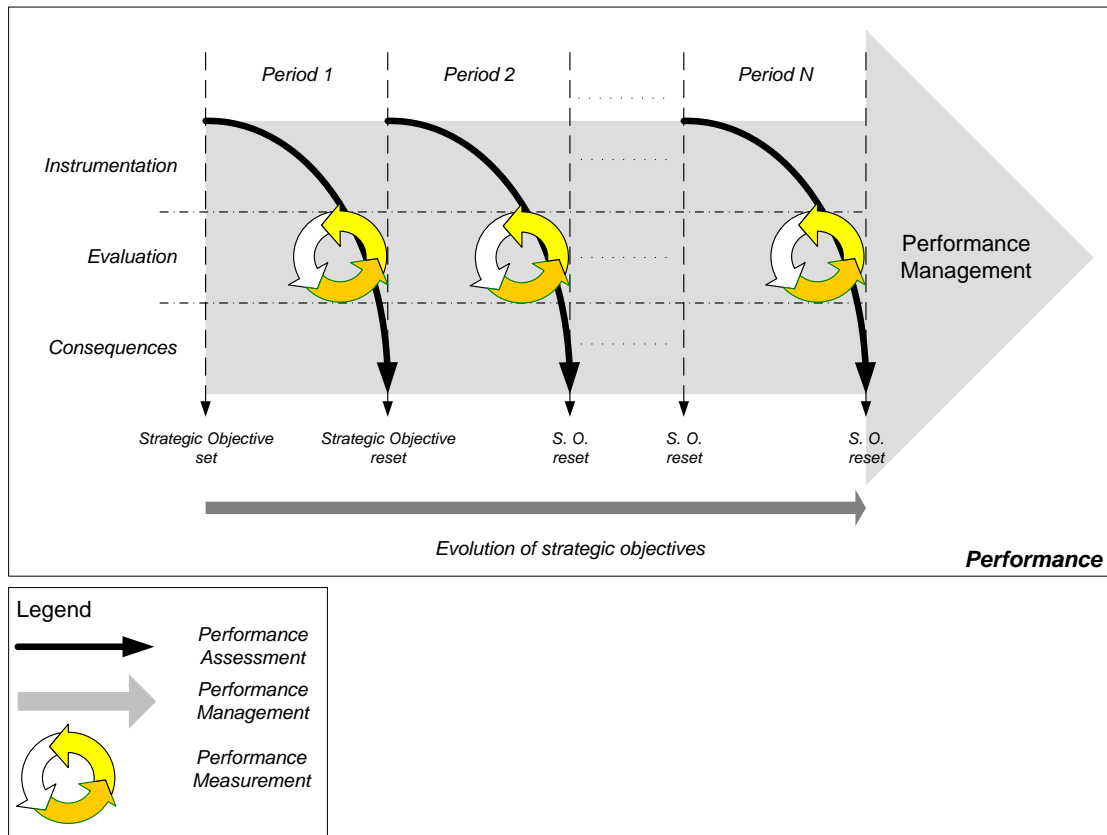 Period 1
Period 2
Period N
Instrumentation
Evaluation
Consequences
Performance
Management
Strategic Objective
set
Strategic Objective
reset
S. O.
reset
S. O.
reset
S. O.
reset
Evolution of strategic objectives
Performance
Legend
Performance
Assessment
Performance
Management
Performance
Measurement